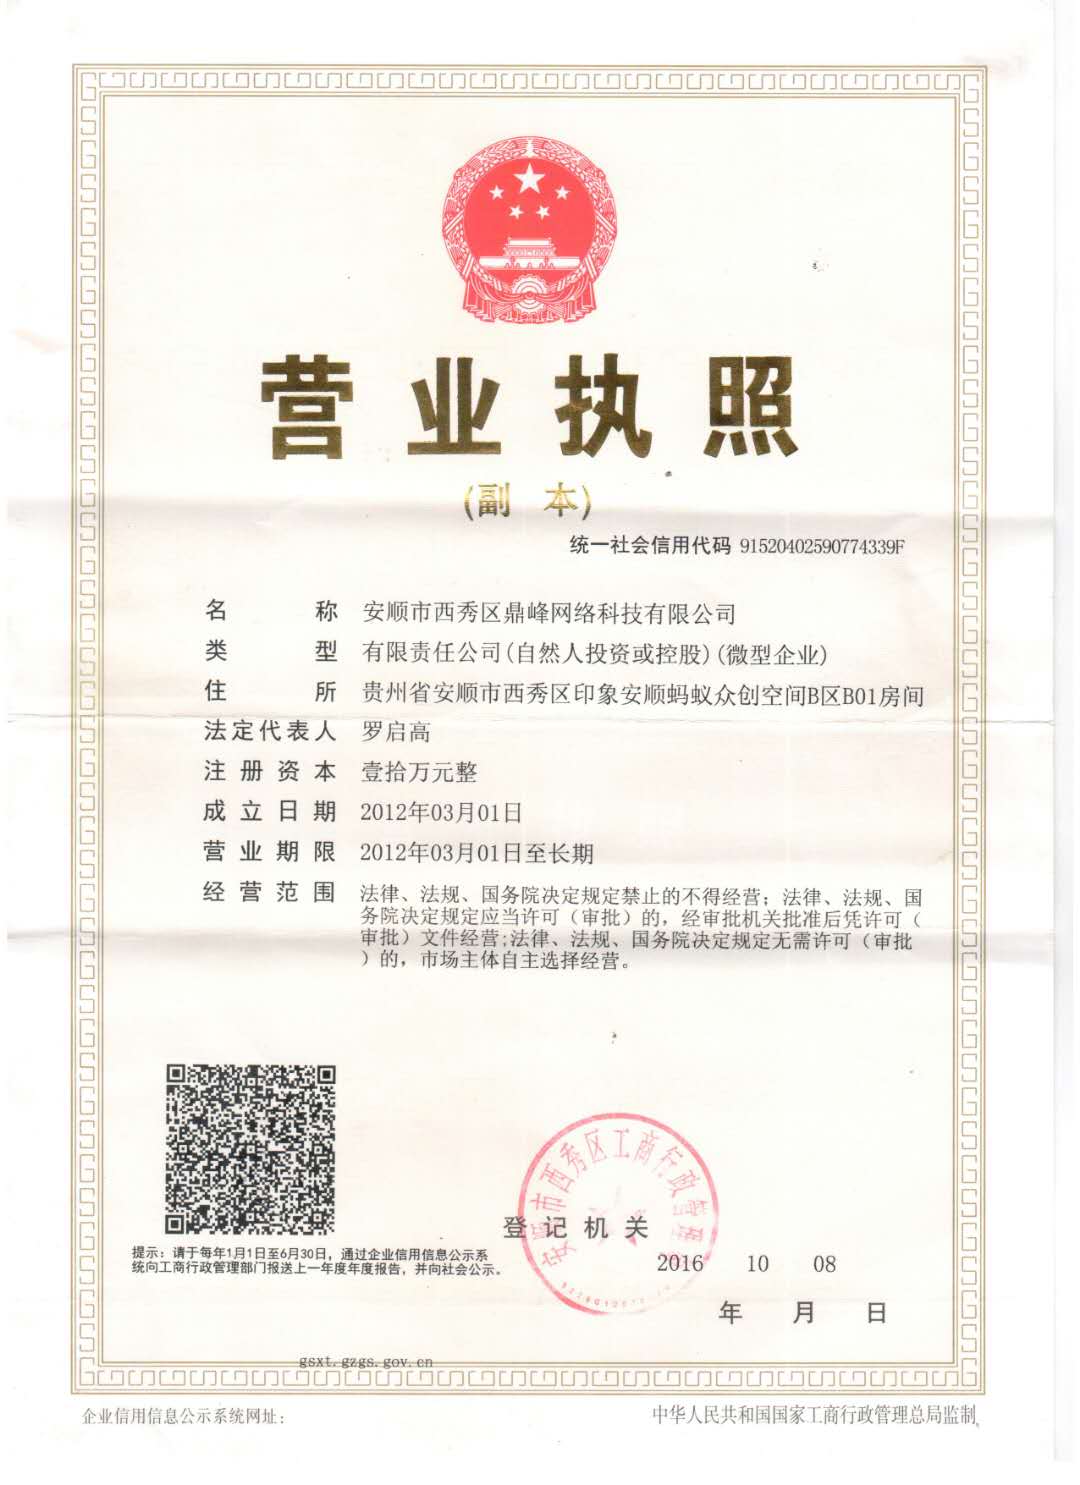 营业执照
(副 本)
统一社会信用代码 91520402590774339F
名 称 安顺市西秀区鼎峰网络科技有限公司
类 型 有限责任公司(自然人投资或控股)(微型企业)
住 所 贵州省安顺市西秀区印象安顺蚂蚁众创空间B区B01房间
法定代表人 罗启高
注册资本 壹拾万元整
成立日期 2012年03月01日
营业期限 2012年03月01日至长期
经营范围 法律、法规、国务院决定规定禁止的不得经营；法律、法规、国
务院决定规定应当许可（审批）的，经审批机关批准后凭许可（
审批）文件经营;法律、法规、国务院决定规定无需许可（审批
）的，市场主体自主选择经营。
安顺市西秀区工商行政管理
登记机关
提示：请于每年1月1日至6月30日，通过企业信用信息公示系
统向工商行政管理部门报送上一年度年度报告，并向社会公示。
2016 10 08
年 月 日
gsxt.gzgs.gov.cn
企业信用信息公示系统网址：
中华人民共和国国家工商行政管理总局监制